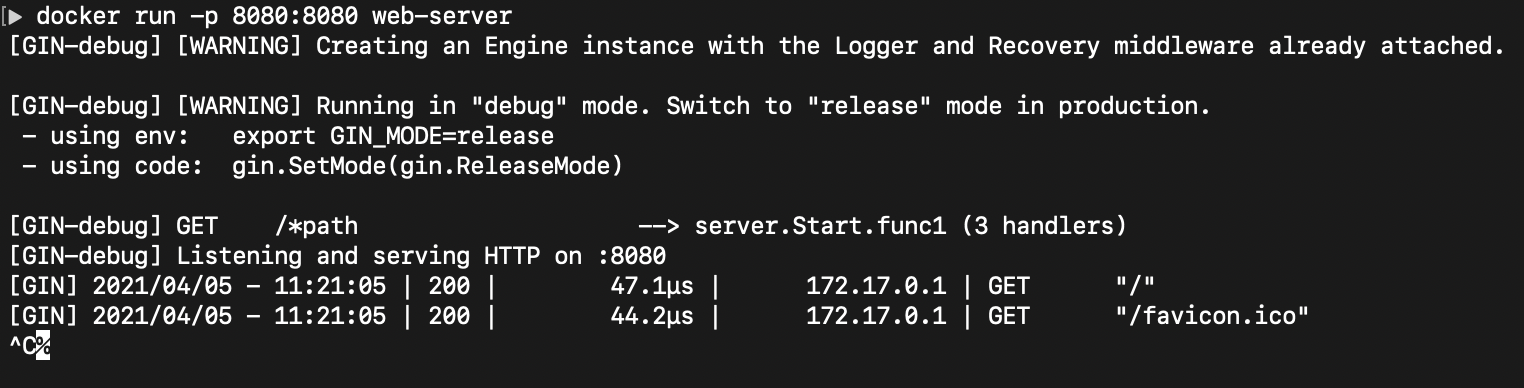 ▶ docker run -p 8080:8080 web-server
[GIN-debug] [WARNING] Creating an Engine instance with the Logger and Recovery middleware already attached.
[GIN-debug] [WARNING] Running in "debug" mode. Switch to "release" mode in production.
 - using env:   export GIN_MODE=release
 - using code:  gin.SetMode(gin.ReleaseMode)
[GIN-debug] GET    /*path                    --> server.Start.func1 (3 handlers)
[GIN-debug] Listening and serving HTTP on :8080
[GIN] 2021/04/05 - 11:21:05 | 200 |        47.1µs |      172.17.0.1 | GET      "/"
[GIN] 2021/04/05 - 11:21:05 | 200 |        44.2µs |      172.17.0.1 | GET      "/favicon.ico"
^C%